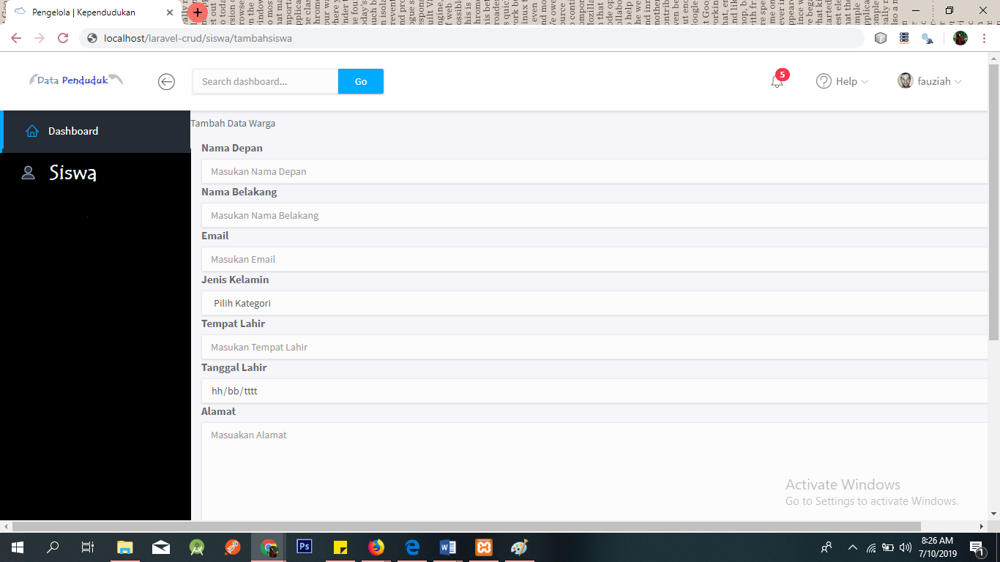 Pengelola | Kependudukan
localhost/laravel-crud/siswa/tambahsiswa
Data Penduduk
Search dashboard...
Go
5
Help
fauziah
Dashboard
Siswa
Tambah Data Warga
Nama Depan
Masukan Nama Depan
Nama Belakang
Masukan Nama Belakang
Email
Masukan Email
Jenis Kelamin
Pilih Kategori
Tempat Lahir
Masukan Tempat Lahir
Tanggal Lahir
hh/bb/tttt
Alamat
Masuakan Alamat
Activate Windows
Go to Settings to activate Windows.
Ps
8:26 AM
7/10/2019
1